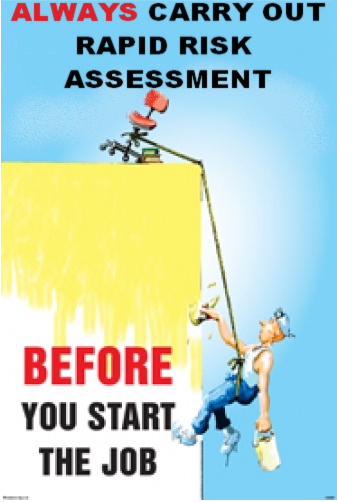 ALWAYS CARRY OUT
RAPID RISK
ASSESSMENT
BEFORE
YOU START
THE JOB